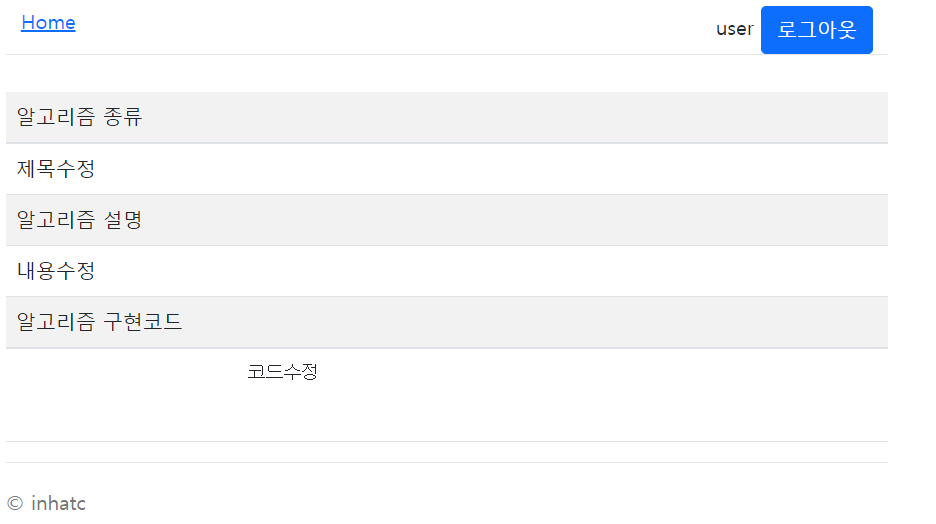 Home
user 로그아웃
알고리즘 종류
제목수정
알고리즘 설명
내용수정
알고리즘 구현코드
코드수정
© inhatc